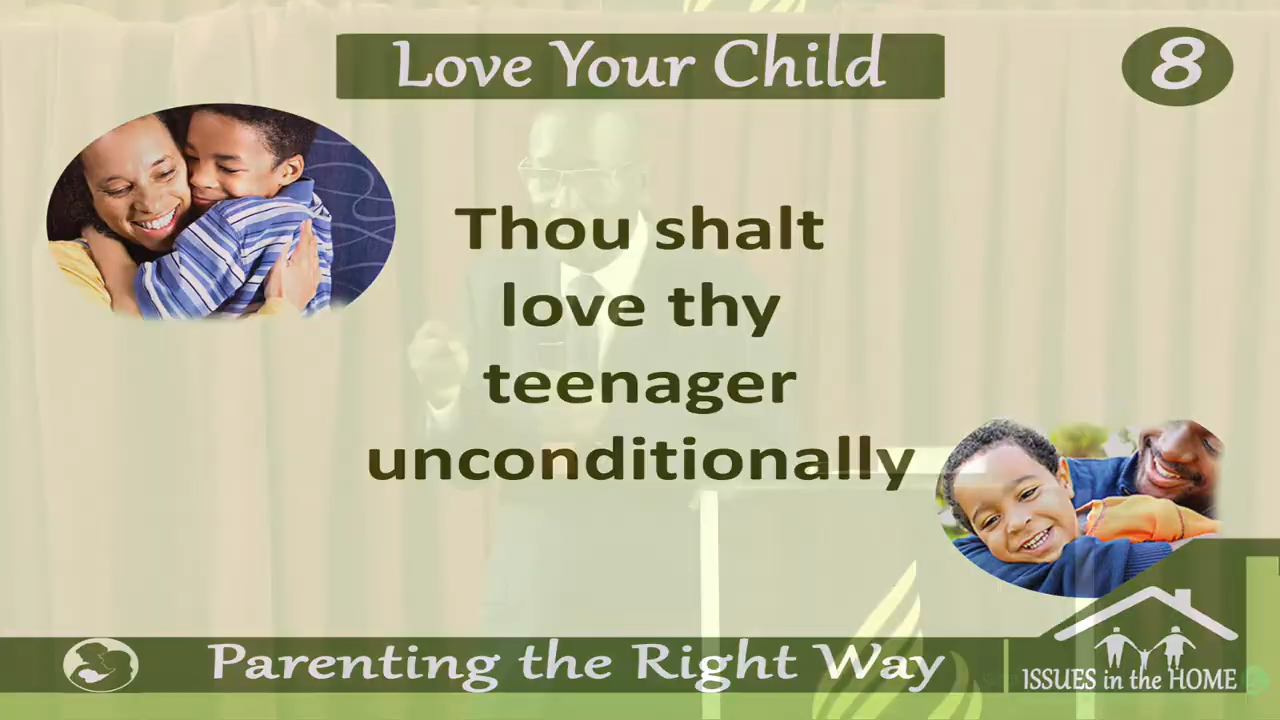 Love Your Child
8
Thou shalt
love thy
teenager
unconditionally
Parenting the Right Way
ISSUES in the HOME